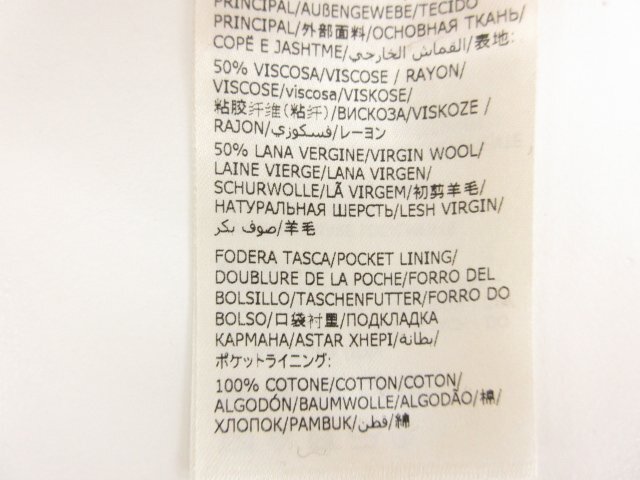 PRINCIPAL/AUßENGEWEBE/TECIDO
PRINCIPAL/外部面料/ОСНОВНАЯ ТКАНЬ/
COPË E JASHTME/القماش الخارجي/表地:
50% VISCOSA/VISCOSE / RAYON/
VISCOSE/viscosa/VISKOSE/
粘胶纤维(粘纤)/ВИСКОЗА/VISKOZE /
RAJON/فسكوزي/レーヨン
50% LANA VERGINE/VIRGIN WOOL/
LAINE VIERGE/LANA VIRGEN/
SCHURWOLLE/LÃ VIRGEM/初剪羊毛/
НАТУРАЛЬНАЯ ШЕРСТЬ/LESH VIRGJN/
صوف بكر/羊毛
FODERA TASCA/POCKET LINING/
DOUBLURE DE LA POCHE/FORRO DEL
BOLSILLO/TASCHENFUTTER/FORRO DO
BOLSO/口袋衬里/ПОДКЛАДКА
КАРМАНА/ASTAR XHEPI/بطانة/
ポケットライニング:
100% COTONE/COTTON/COTON/
ALGODÓN/BAUMWOLLE/ALGODÃO/棉/
ХЛОПОК/PAMBUK/قطن/綿